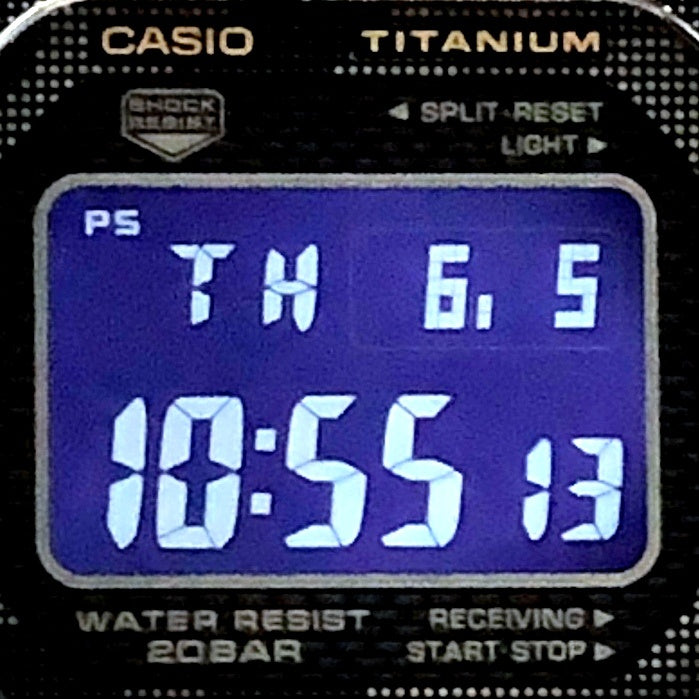 CASIO TITANIUM
SHOCK
RESIST
◀ SPLIT·RESET
LIGHT ▶
PS
TH 6. 5
10:55 13
WATER RESIST
20BAR
RECEIVING ▶
START·STOP ▶